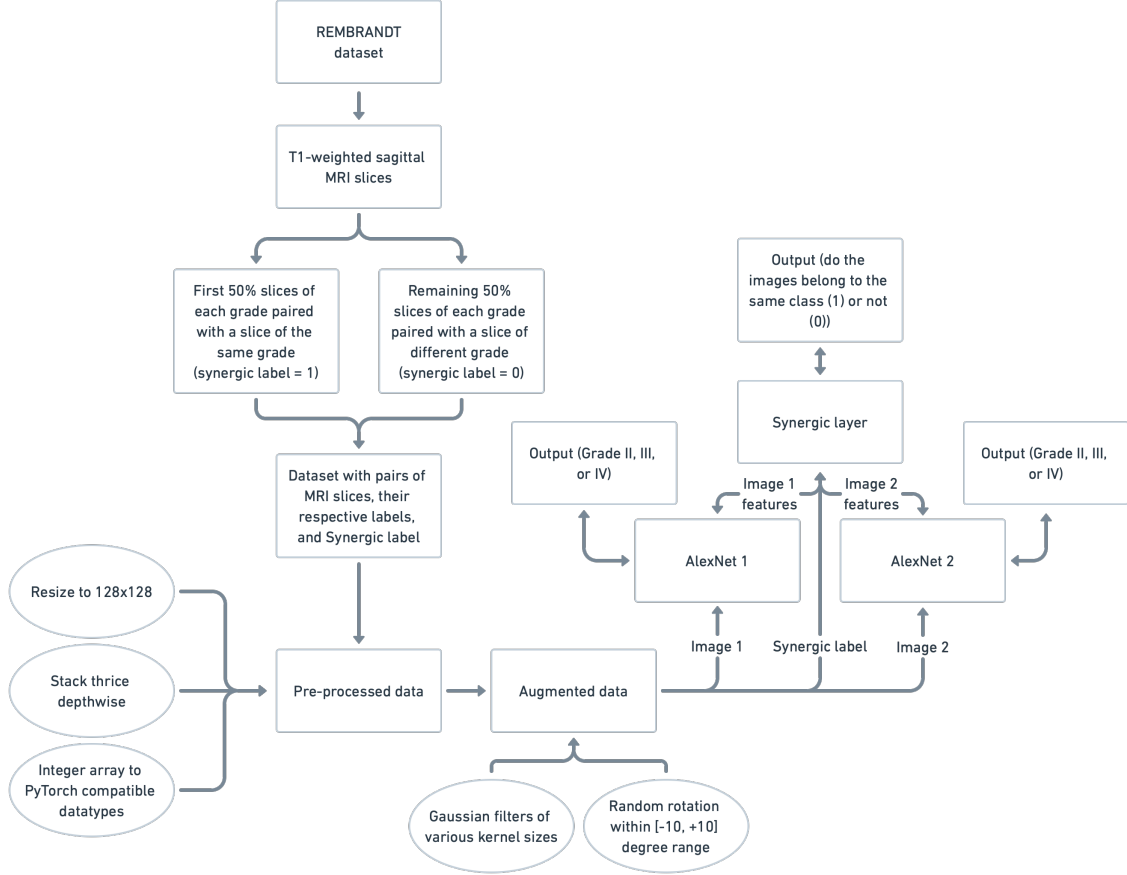 REMBRANDT
dataset
T1-weighted sagittal
MRI slices
First 50% slices of
each grade paired
with a slice of the
same grade
(synergic label = 1)
Remaining 50%
slices of each grade
paired with a slice of
different grade
(synergic label = 0)
Dataset with pairs of
MRI slices, their
respective labels,
and Synergic label
Resize to 128x128
Stack thrice
depthwise
Integer array to
PyTorch compatible
datatypes
Pre-processed data
Augmented data
Gaussian filters of
various kernel sizes
Random rotation
within [-10, +10]
degree range
Image 1
Synergic label
Image 2
AlexNet 1
AlexNet 2
Output (Grade II, III,
or IV)
Output (Grade II, III,
or IV)
Image 1
features
Image 2
features
Synergic layer
Output (do the
images belong to the
same class (1) or not
(0))